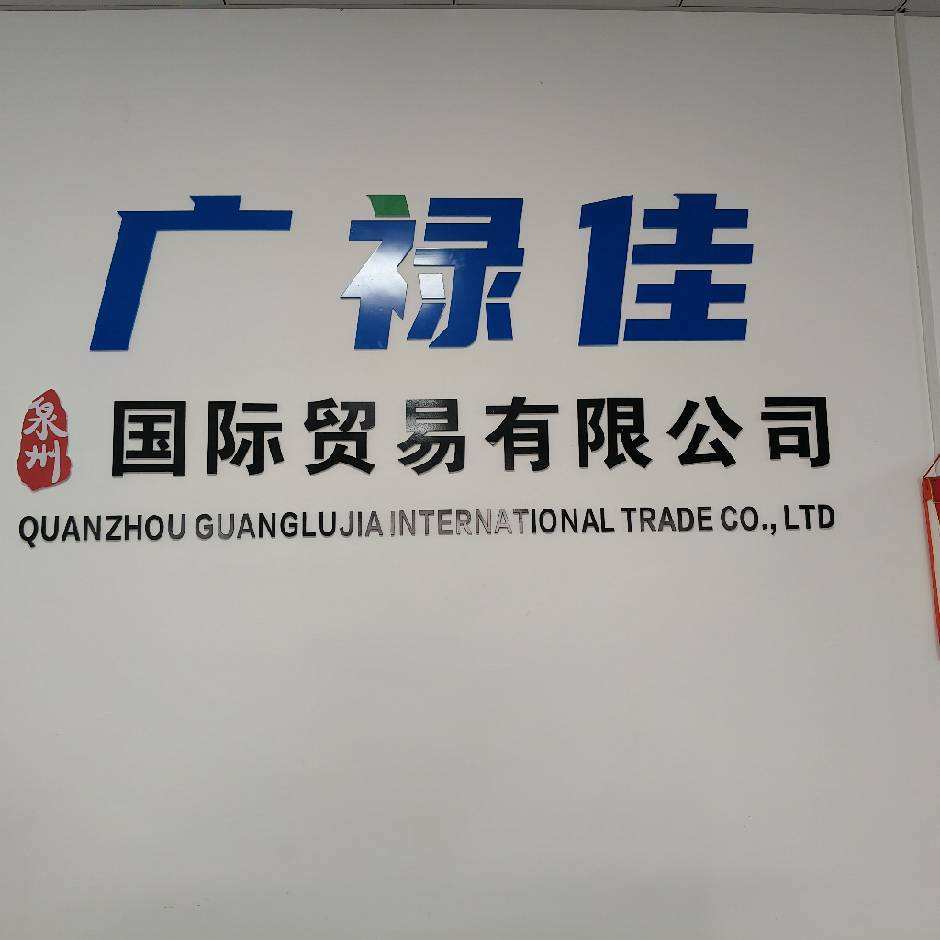 广禄佳
泉州 国际贸易有限公司
QUANZHOU GUANGLUJIA INTERNATIONAL TRADE CO., LTD